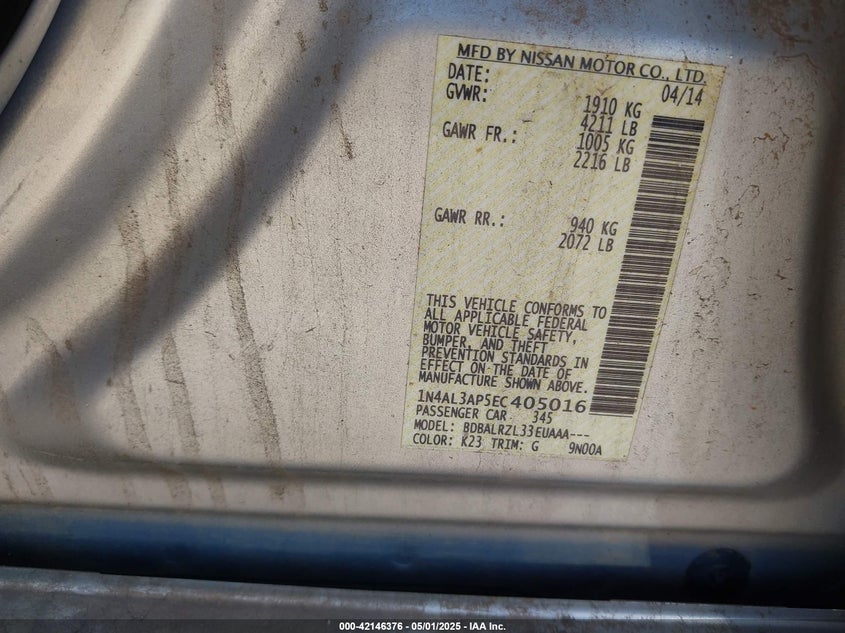 MFD BY NISSAN MOTOR CO., LTD.
DATE: 04/14
GVWR: 1910 KG
4211 LB
GAWR FR.: 1005 KG
2216 LB
GAWR RR.: 940 KG
2072 LB
THIS VEHICLE CONFORMS TO
ALL APPLICABLE FEDERAL
MOTOR VEHICLE SAFETY,
BUMPER, AND THEFT
PREVENTION STANDARDS IN
EFFECT ON THE DATE OF
MANUFACTURE SHOWN ABOVE.
1N4AL3AP5EC405016
PASSENGER CAR 345
MODEL: BDBALRZL33EUAAA---
COLOR: K23 TRIM: G 9N00A
000-42146376 - 05/01/2025 - IAA Inc.